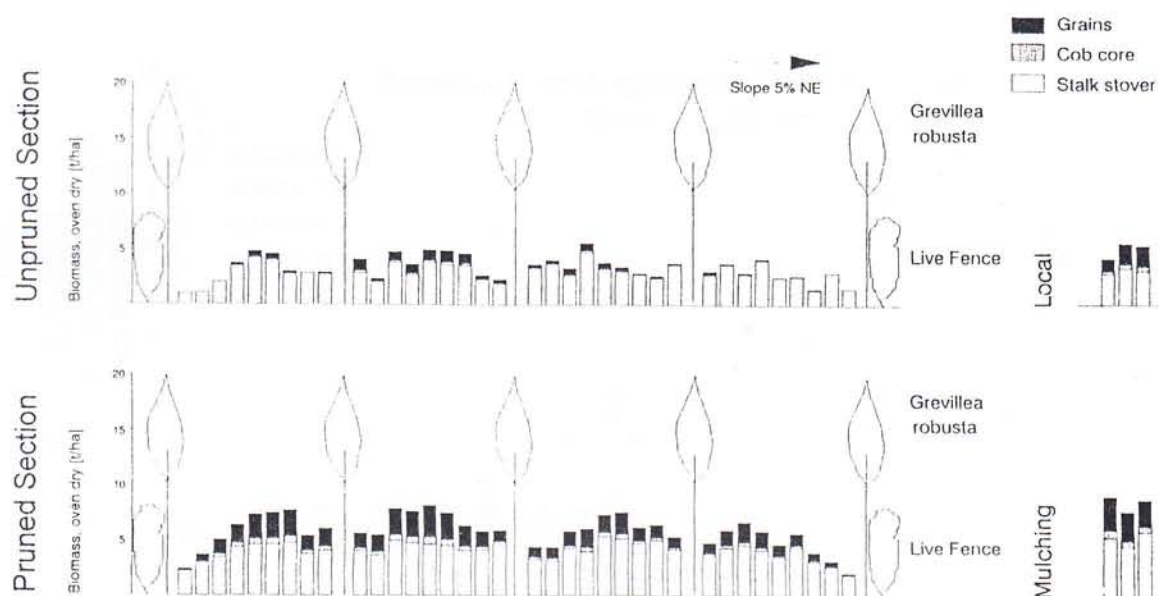 Grains
Cob core
Stalk stover
Slope 5% NE
Unpruned Section
Biomass, oven dry [t/ha]
20
15
10
5
Grevillea
robusta
Live Fence
Local
Pruned Section
Biomass, oven dry [t/ha]
20
15
10
5
Grevillea
robusta
Live Fence
Mulching